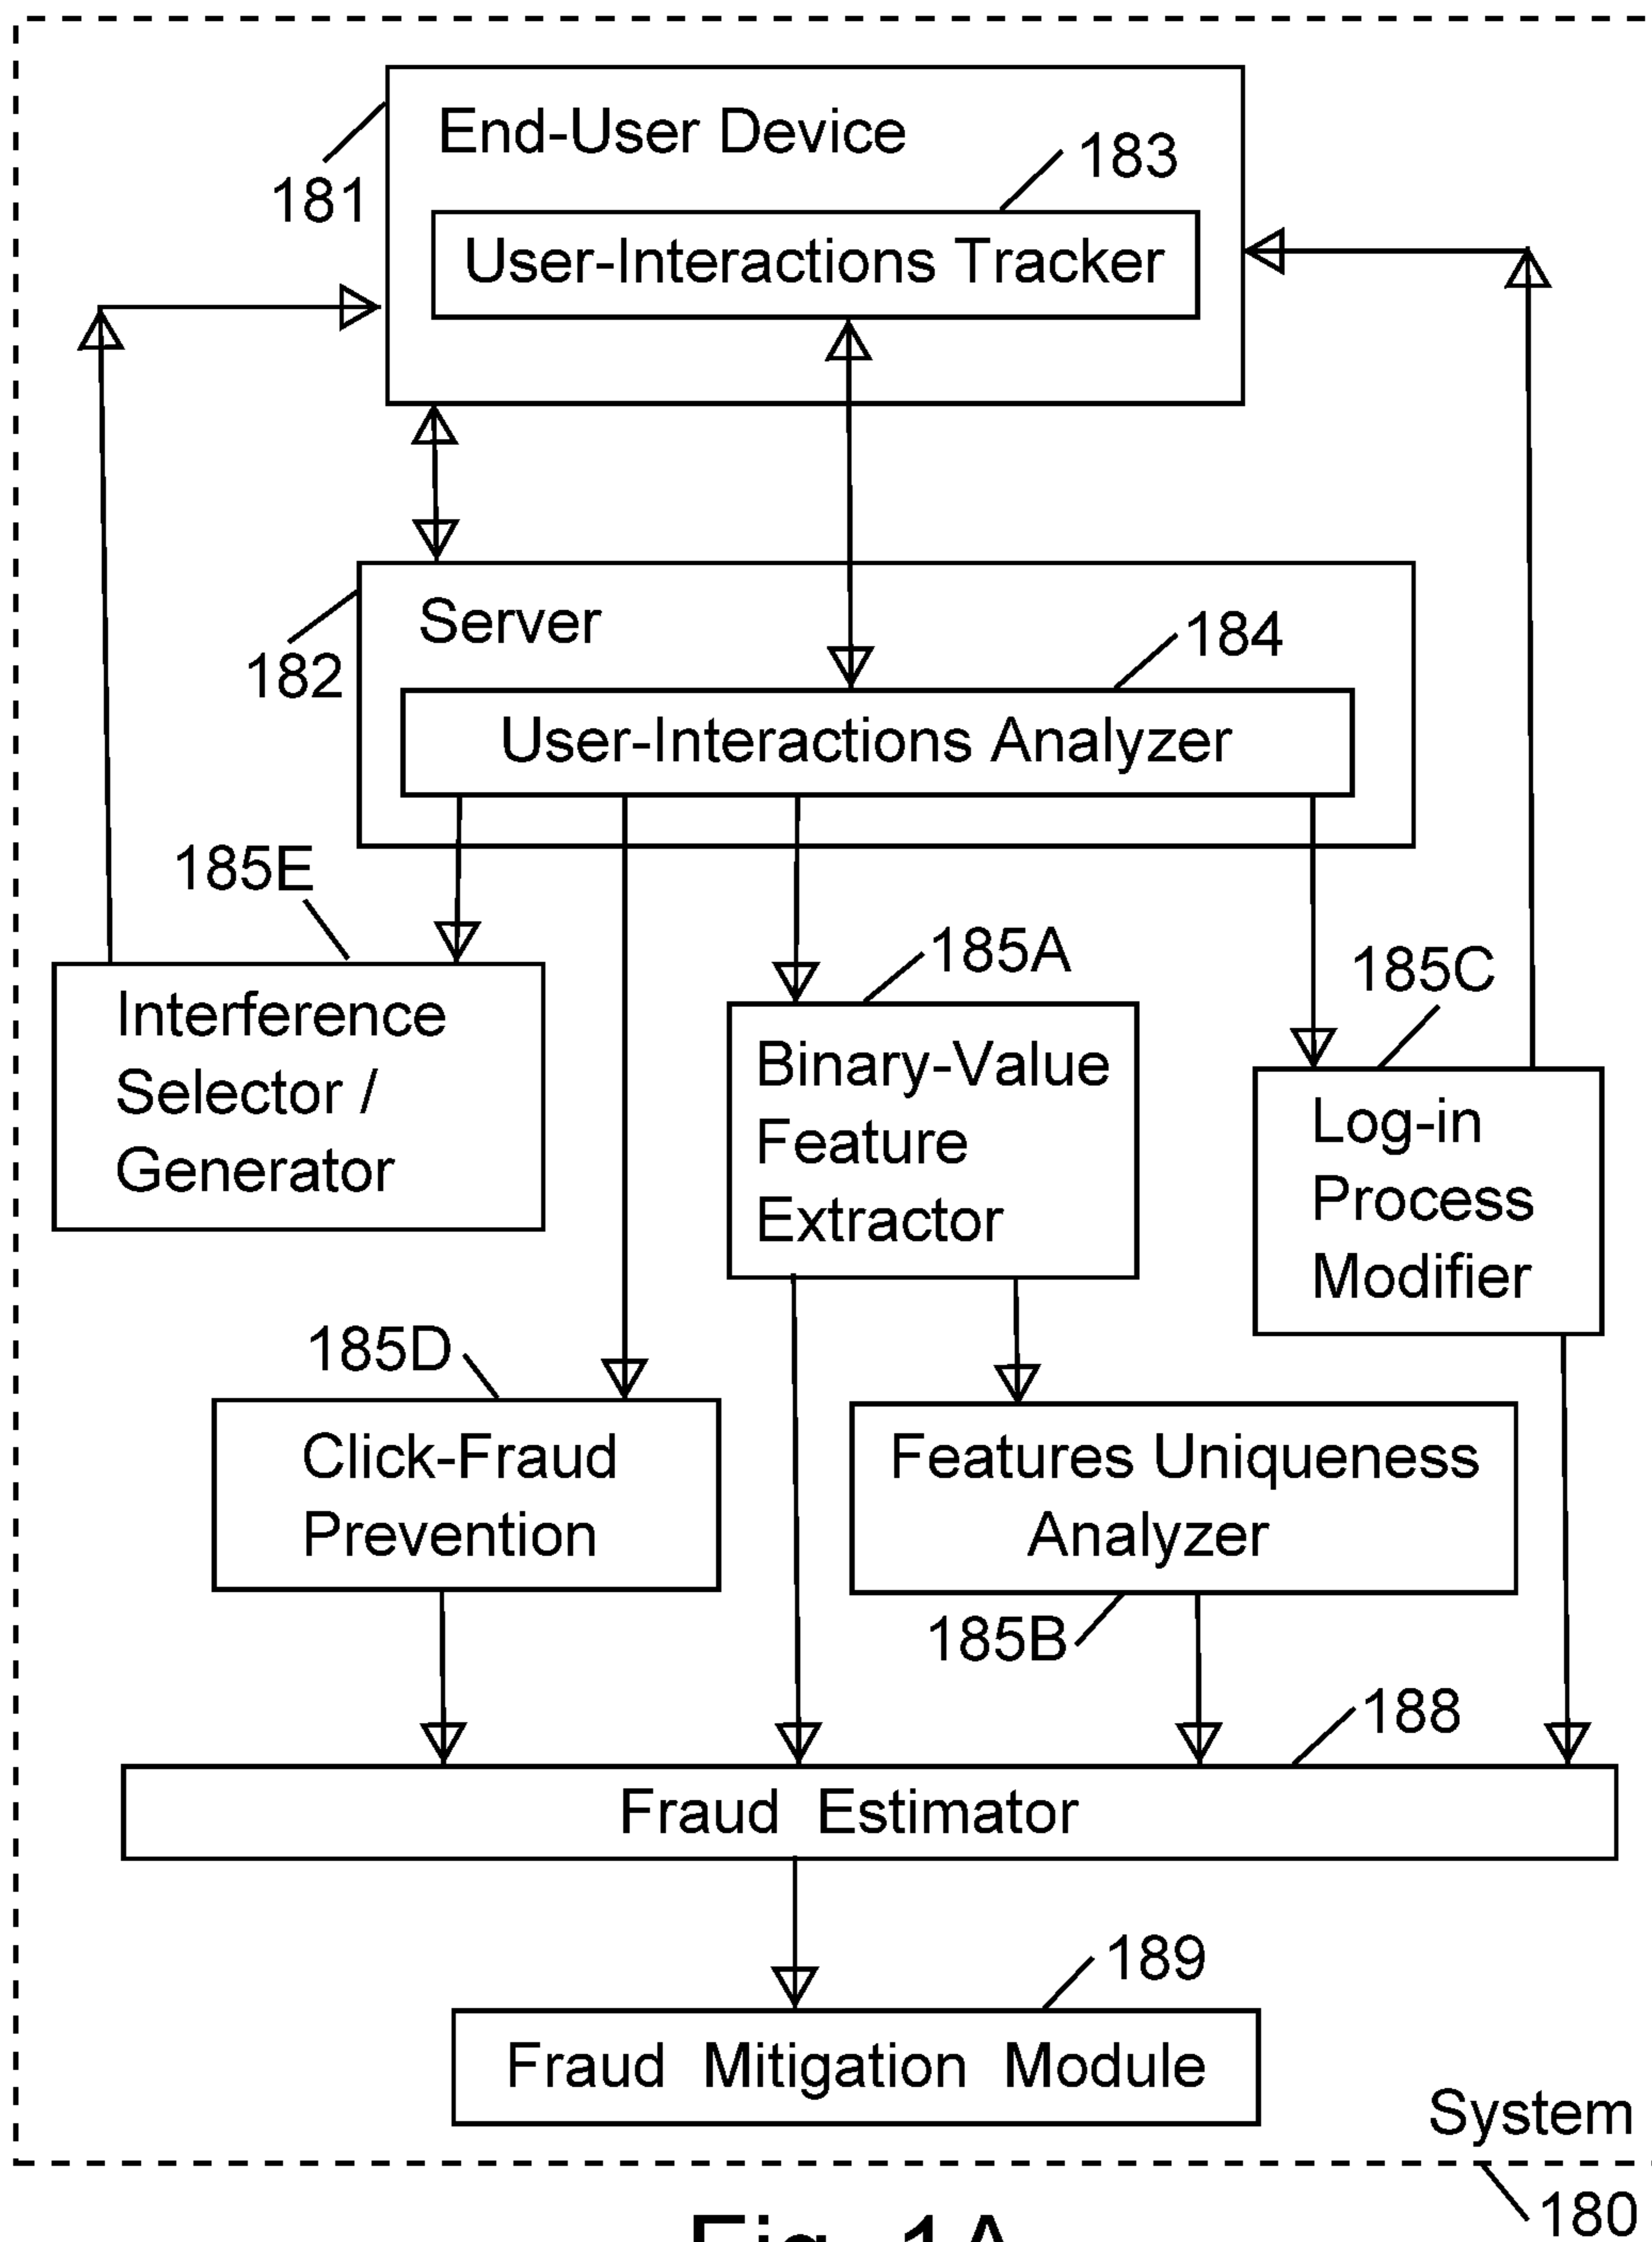 End-User Device
183
181
User-Interactions Tracker
Server
184
182
User-Interactions Analyzer
185E
185A
185C
Interference
Selector /
Generator
Binary-Value
Feature
Extractor
Log-in
Process
Modifier
185D
Click-Fraud
Prevention
Features Uniqueness
Analyzer
185B
188
Fraud Estimator
189
Fraud Mitigation Module
System
180
Fig. 1A